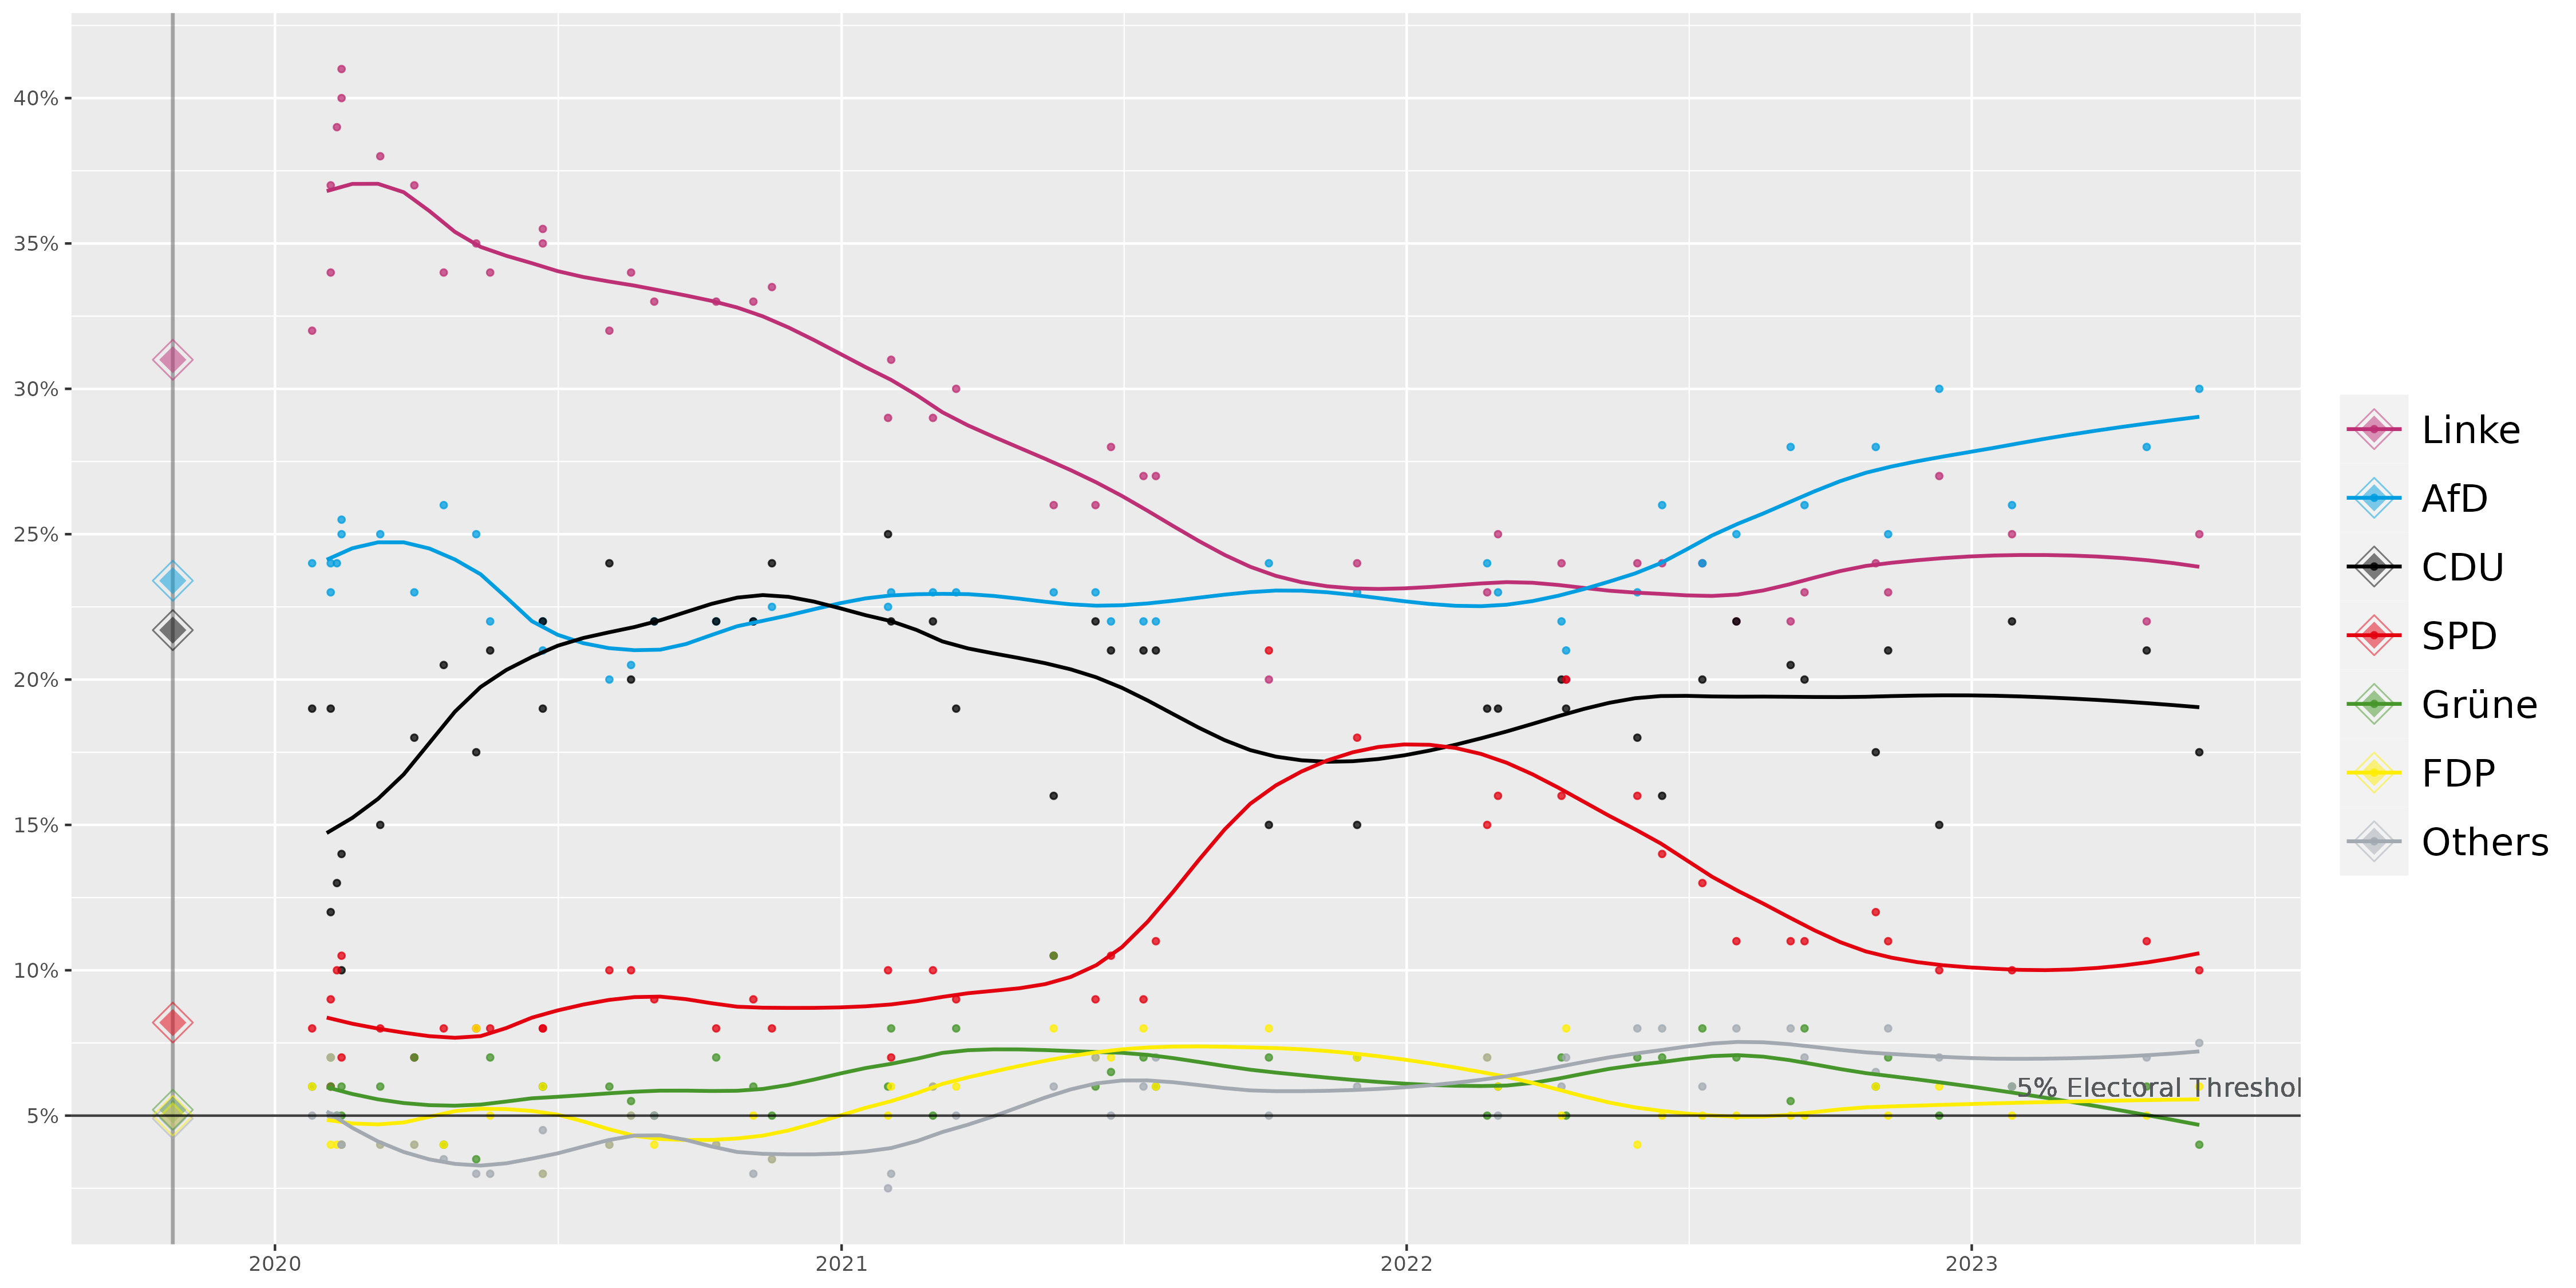 40%
35%
30%
25%
20%
15%
10%
5%
5% Electoral Threshol
2020 2021 2022 2023
Linke
AfD
CDU
SPD
Grüne
FDP
Others